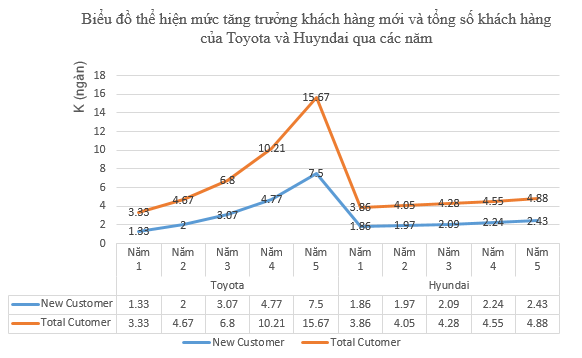 Biểu đồ thể hiện mức tăng trưởng khách hàng mới và tổng số khách hàng
của Toyota và Huyndai qua các năm
K (ngàn)
18
16
14
12
10
8
6
4
2
0
3.33 4.67 6.8 10.21 15.67 3.86 4.05 4.28 4.55 4.88
1.33 2 3.07 4.77 7.5 1.86 1.97 2.09 2.24 2.43
Năm Năm Năm Năm Năm Năm Năm Năm Năm Năm
1 2 3 4 5 1 2 3 4 5
Toyota Hyundai
New Customer 1.33 2 3.07 4.77 7.5 1.86 1.97 2.09 2.24 2.43
Total Cutomer 3.33 4.67 6.8 10.21 15.67 3.86 4.05 4.28 4.55 4.88
New Customer Total Cutomer